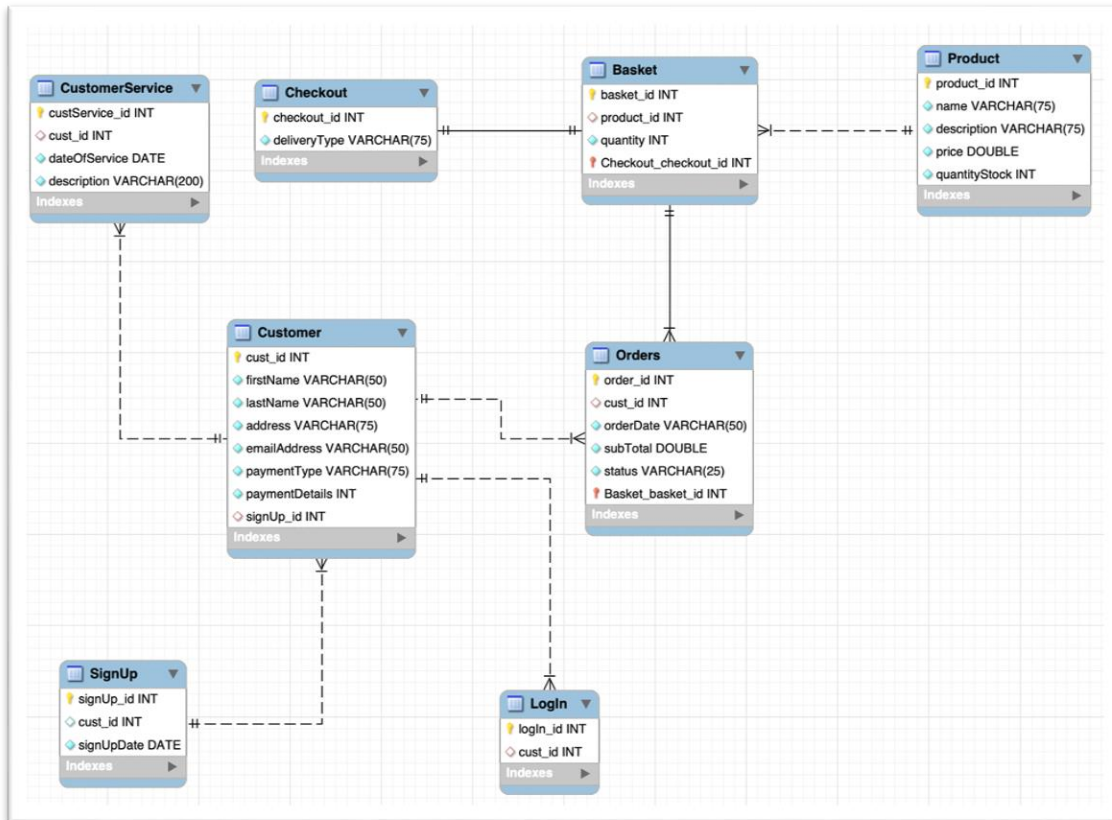 CustomerService
custService_id INT
cust_id INT
dateOfService DATE
description VARCHAR(200)
Indexes
Checkout
checkout_id INT
deliveryType VARCHAR(75)
Indexes
Basket
basket_id INT
product_id INT
quantity INT
Checkout_checkout_id INT
Indexes
Product
product_id INT
name VARCHAR(75)
description VARCHAR(75)
price DOUBLE
quantityStock INT
Indexes
Customer
cust_id INT
firstName VARCHAR(50)
lastName VARCHAR(50)
address VARCHAR(75)
emailAddress VARCHAR(50)
paymentType VARCHAR(75)
paymentDetails INT
signUp_id INT
Indexes
Orders
order_id INT
cust_id INT
orderDate VARCHAR(50)
subTotal DOUBLE
status VARCHAR(25)
Basket_basket_id INT
Indexes
SignUp
signUp_id INT
cust_id INT
signUpDate DATE
Indexes
LogIn
logIn_id INT
cust_id INT
Indexes